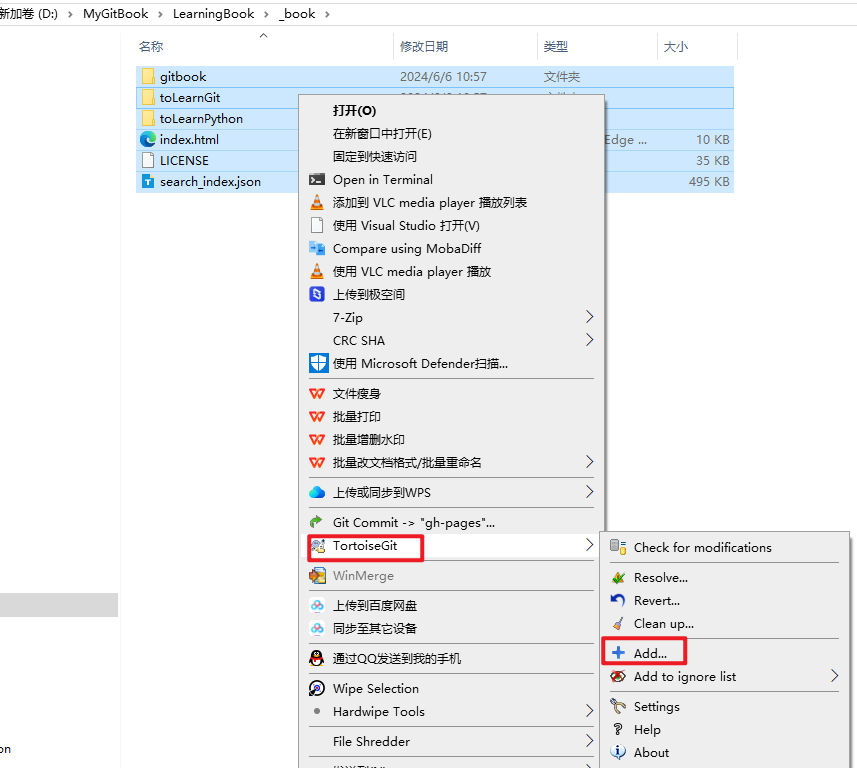 新加卷 (D:) > MyGitBook > LearningBook > _book >
名称 修改日期 类型 大小
gitbook 2024/6/6 10:57 文件夹
toLearnGit
toLearnPython
index.html Edge ... 10 KB
LICENSE 35 KB
search_index.json 495 KB
打开(O)
在新窗口中打开(E)
固定到快速访问
Open in Terminal
添加到 VLC media player 播放列表
使用 Visual Studio 打开(V)
Compare using MobaDiff
使用 VLC media player 播放
上传到极空间
7-Zip
CRC SHA
使用 Microsoft Defender扫描...
文件瘦身
批量打印
批量增删水印
批量改文档格式/批量重命名
上传或同步到WPS
Git Commit -> "gh-pages"...
TortoiseGit
WinMerge
上传到百度网盘
同步至其它设备
通过QQ发送到我的手机
Wipe Selection
Hardwipe Tools
File Shredder
Check for modifications
Resolve...
Revert...
Clean up...
Add...
Add to ignore list
Settings
Help
About
on